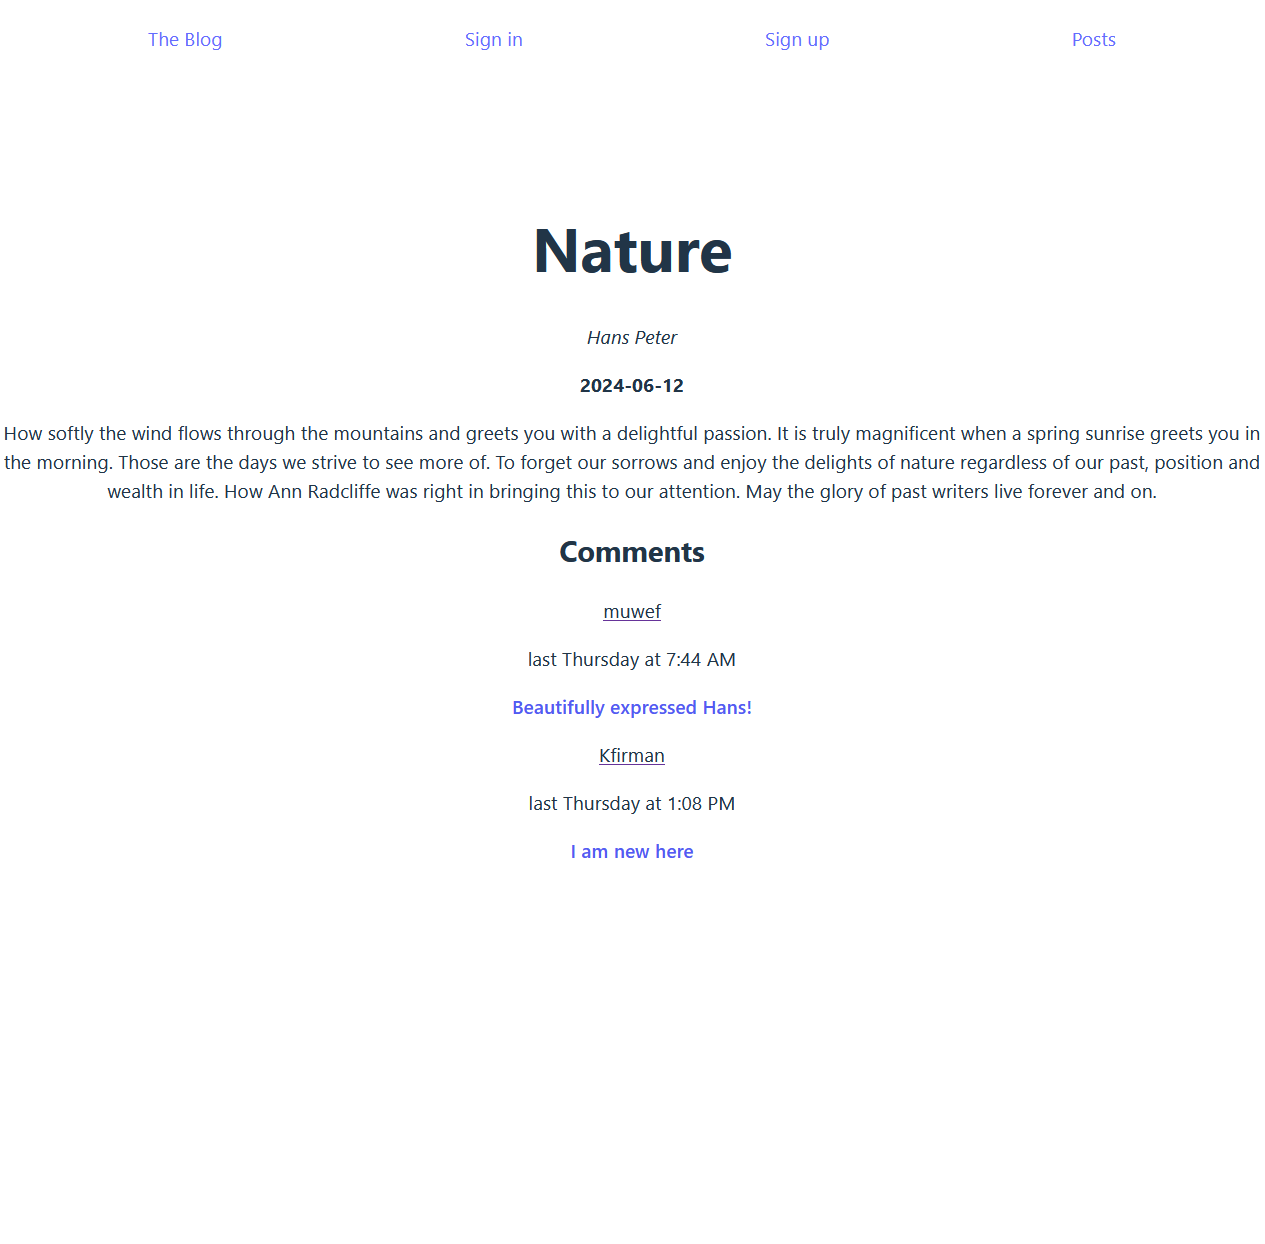 The Blog Sign in Sign up Posts
Nature
Hans Peter
2024-06-12
How softly the wind flows through the mountains and greets you with a delightful passion. It is truly magnificent when a spring sunrise greets you in
the morning. Those are the days we strive to see more of. To forget our sorrows and enjoy the delights of nature regardless of our past, position and
wealth in life. How Ann Radcliffe was right in bringing this to our attention. May the glory of past writers live forever and on.
Comments
muwef
last Thursday at 7:44 AM
Beautifully expressed Hans!
Kfirman
last Thursday at 1:08 PM
I am new here